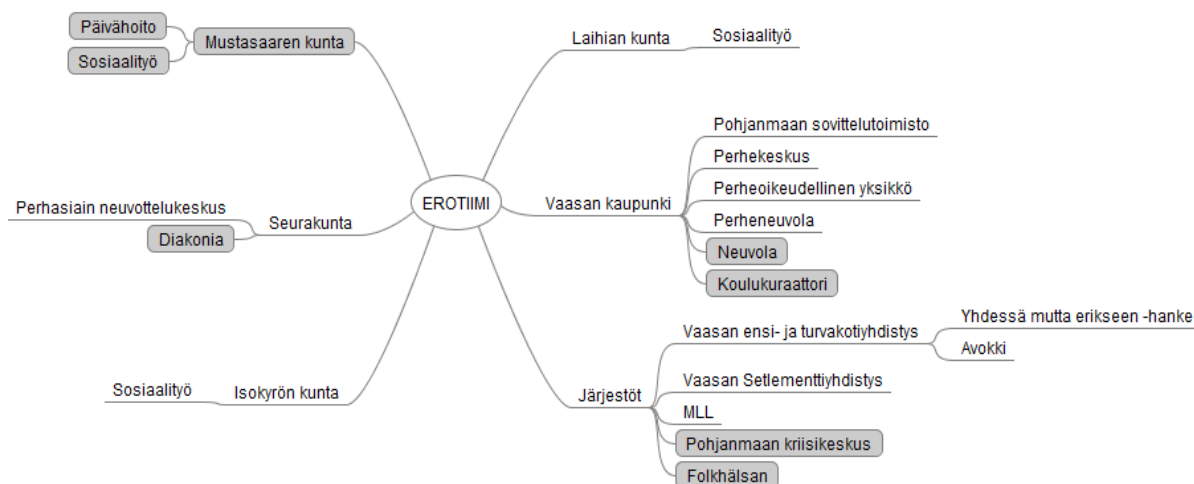 Päivähoito
Mustasaaren kunta
Sosiaalityö
Laihian kunta
Sosiaalityö
Pohjanmaan sovittelutoimisto
Perhekeskus
Perheoikeudellinen yksikkö
EROTIIMI
Vaasan kaupunki
Perheneuvola
Neuvola
Koulukuraattori
Perhasiain neuvottelukeskus
Seurakunta
Diakonia
Yhdessä mutta erikseen -hanke
Vaasan ensi- ja turvakotiyhdistys
Avokki
Vaasan Setlementtiyhdistys
Järjestöt
MLL
Pohjanmaan kriisikeskus
Folkhälsan
Sosiaalityö
Isokyrön kunta